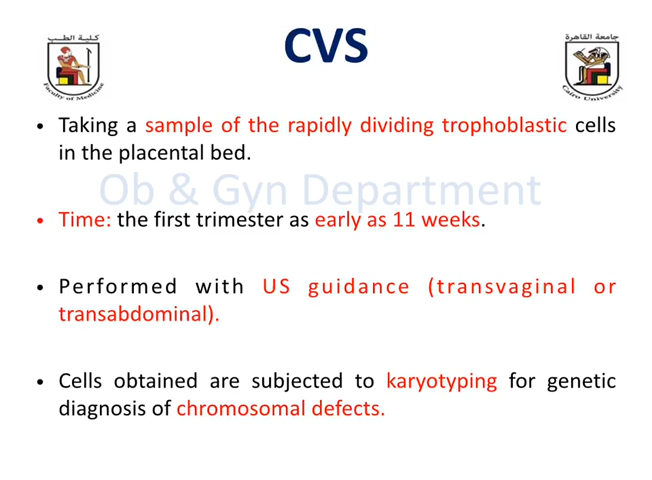 CVS
كلية الطب
Faculty of Medicine
جامعة القاهرة
Cairo University
• Taking a sample of the rapidly dividing trophoblastic cells
in the placental bed.
Ob & Gyn Department
• Time: the first trimester as early as 11 weeks.
• Performed with US guidance (transvaginal or
transabdominal).
• Cells obtained are subjected to karyotyping for genetic
diagnosis of chromosomal defects.